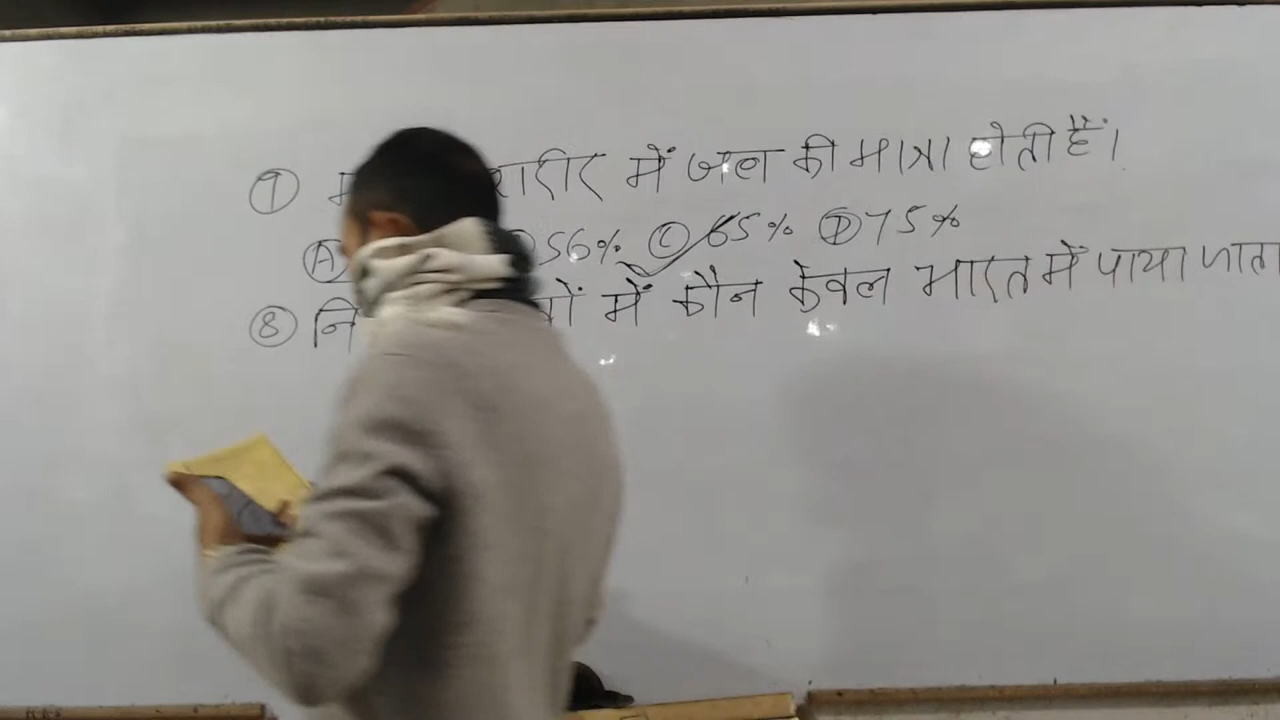 ⑦ शरीर में जल की मात्रा होती है।
Ⓐ 56% Ⓒ 65% Ⓓ 75%
⑧ में कौन केवल भारत में पाया जाता